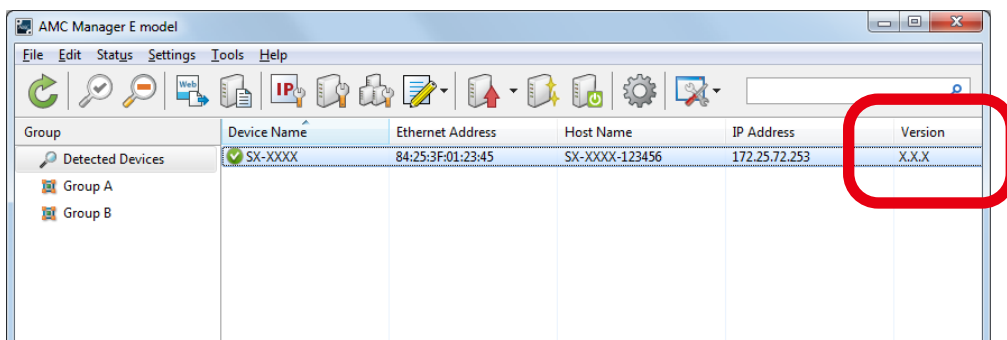 AMC Manager E model
File Edit Status Settings Tools Help
Web IP
Group Device Name Ethernet Address Host Name IP Address Version
Detected Devices SX-XXXX 84:25:3F:01:23:45 SX-XXXX-123456 172.25.72.253 X.X.X
Group A
Group B